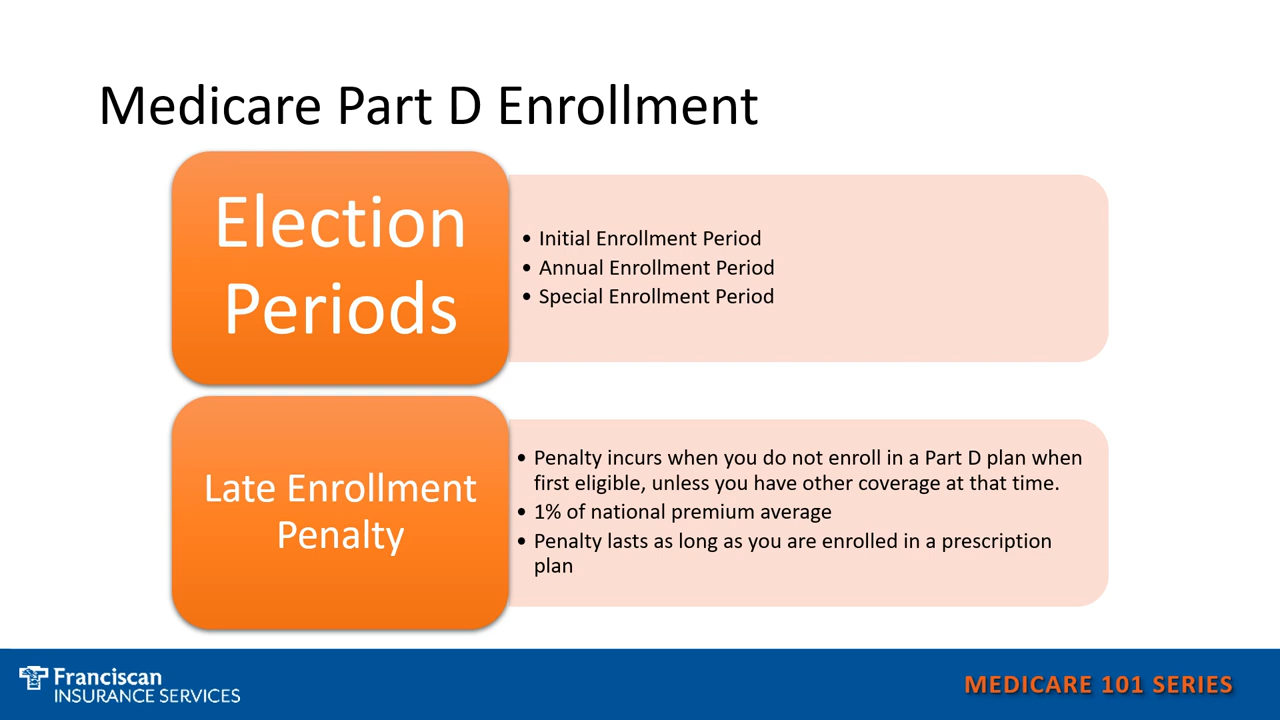 Medicare Part D Enrollment
Election
Periods
• Initial Enrollment Period
• Annual Enrollment Period
• Special Enrollment Period
Late Enrollment
Penalty
• Penalty incurs when you do not enroll in a Part D plan when
first eligible, unless you have other coverage at that time.
• 1% of national premium average
• Penalty lasts as long as you are enrolled in a prescription
plan
Franciscan
INSURANCE SERVICES
MEDICARE 101 SERIES